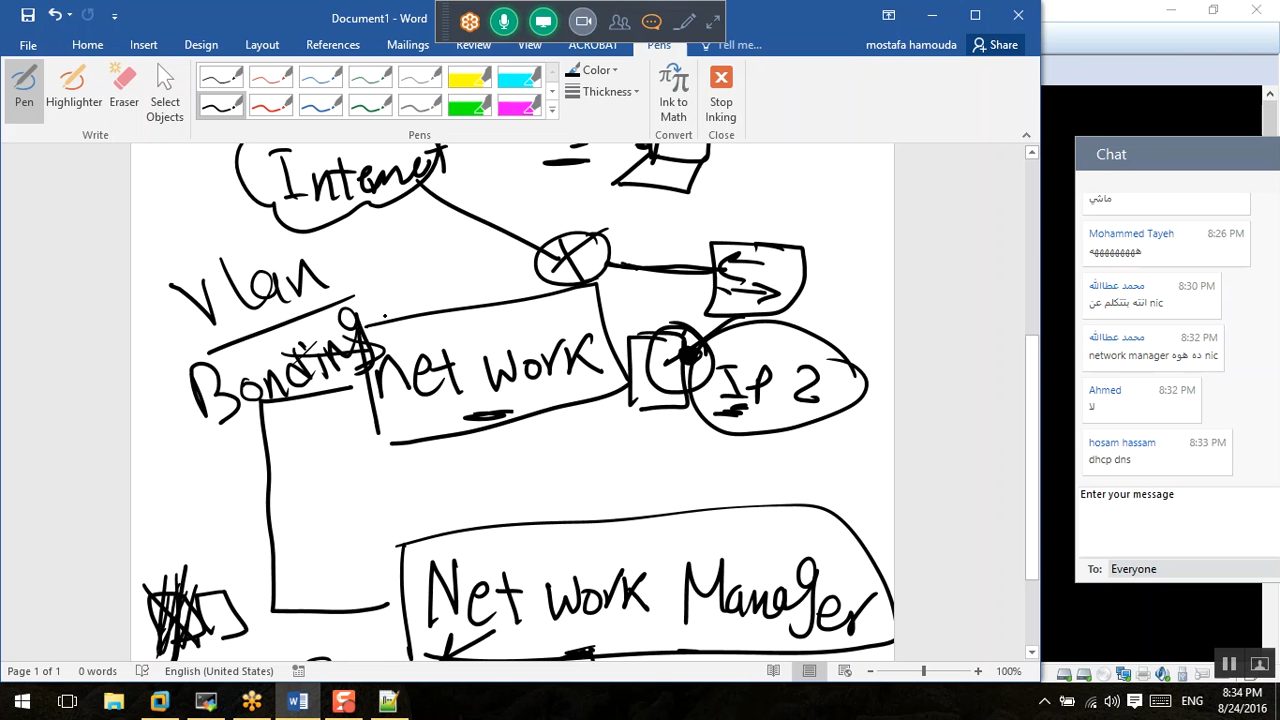 Document1 - Word
File Home Insert Design Layout References Mailings Review View ACROBAT Pens Tell me... mostafa hamouda Share
Pen Highlighter Eraser Select Objects
Color
Thickness
Ink to Math
Stop Inking
Write Pens Convert Close
Internet
Vlan
Bonding
Net work
IP 2
Net work Manager
Chat
ماشي
Mohammed Tayeh 8:26 PM
محمد عطاالله 8:30 PM
انته بتتكلم عن nic
محمد عطاالله 8:32 PM
network manager ده هوه nic
Ahmed 8:32 PM
لا
hosam hassam 8:33 PM
dhcp dns
Enter your message
To: Everyone
Page 1 of 1 0 words English (United States) 100%
ENG 8:34 PM
8/24/2016